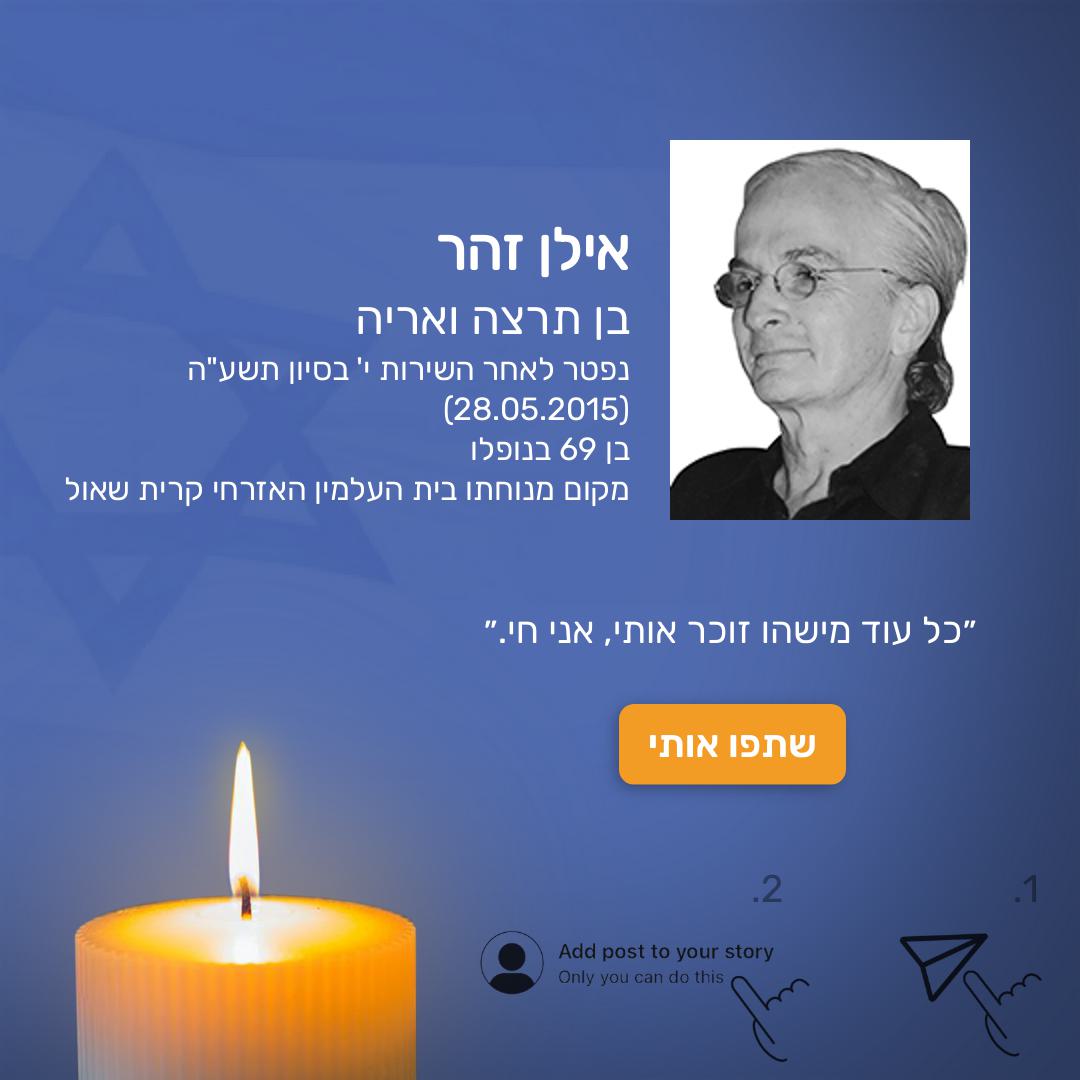 אילן זהר
בן תרצה ואריה
נפטר לאחר השירות י' בסיון תשע"ה
(28.05.2015)
בן 69 בנופלו
מקום מנוחתו בית העלמין האזרחי קרית שאול
״כל עוד מישהו זוכר אותי, אני חי.״
שתפו אותי
1.
2.
Add post to your story
Only you can do this